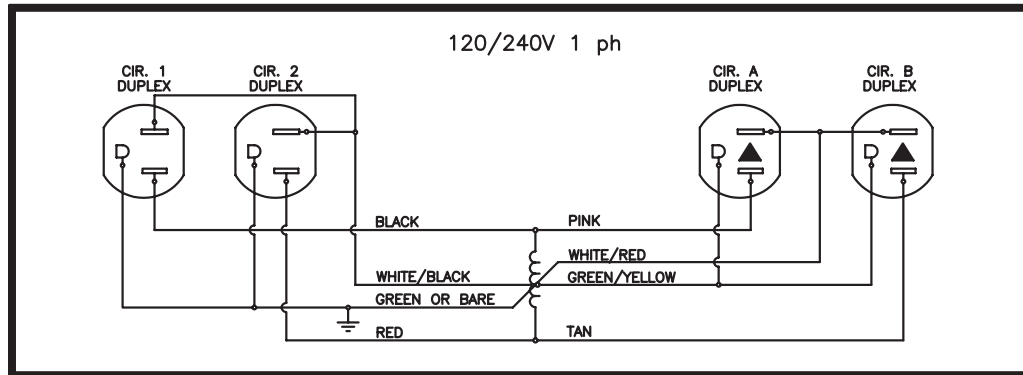 120/240V 1 ph
CIR. 1
DUPLEX
CIR. 2
DUPLEX
CIR. A
DUPLEX
CIR. B
DUPLEX
BLACK
PINK
WHITE/RED
WHITE/BLACK
GREEN/YELLOW
GREEN OR BARE
RED
TAN